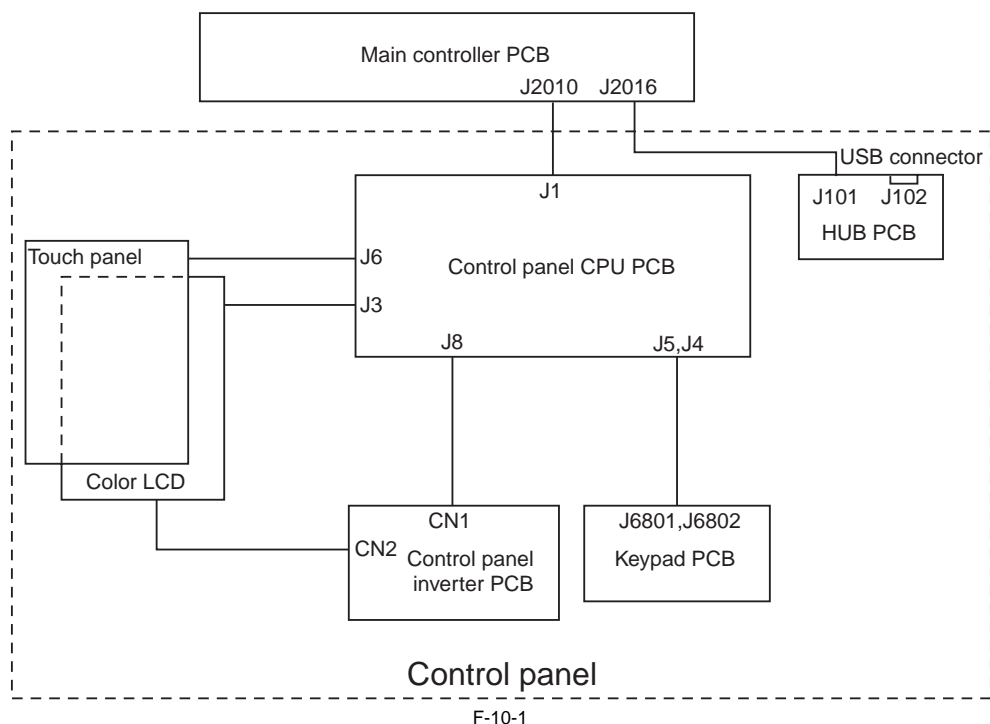 Main controller PCB
J2010 J2016
USB connector
J1
J101 J102
HUB PCB
Touch panel
J6
Control panel CPU PCB
J3
J8
J5,J4
Color LCD
CN1
J6801,J6802
CN2
Control panel
inverter PCB
Keypad PCB
Control panel
F-10-1